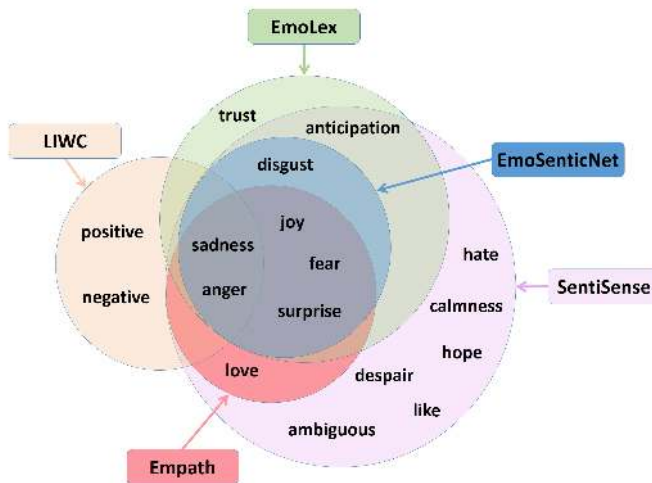 EmoLex
trust
anticipation
LIWC
disgust
EmoSenticNet
positive
joy
sadness
hate
fear
SentiSense
negative
anger
calmness
surprise
hope
love
despair
like
ambiguous
Empath